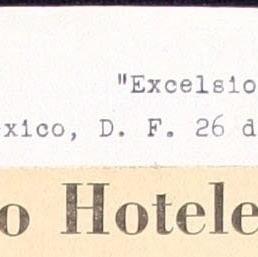 "Excelsio
xico, D. F. 26 d
o Hotele